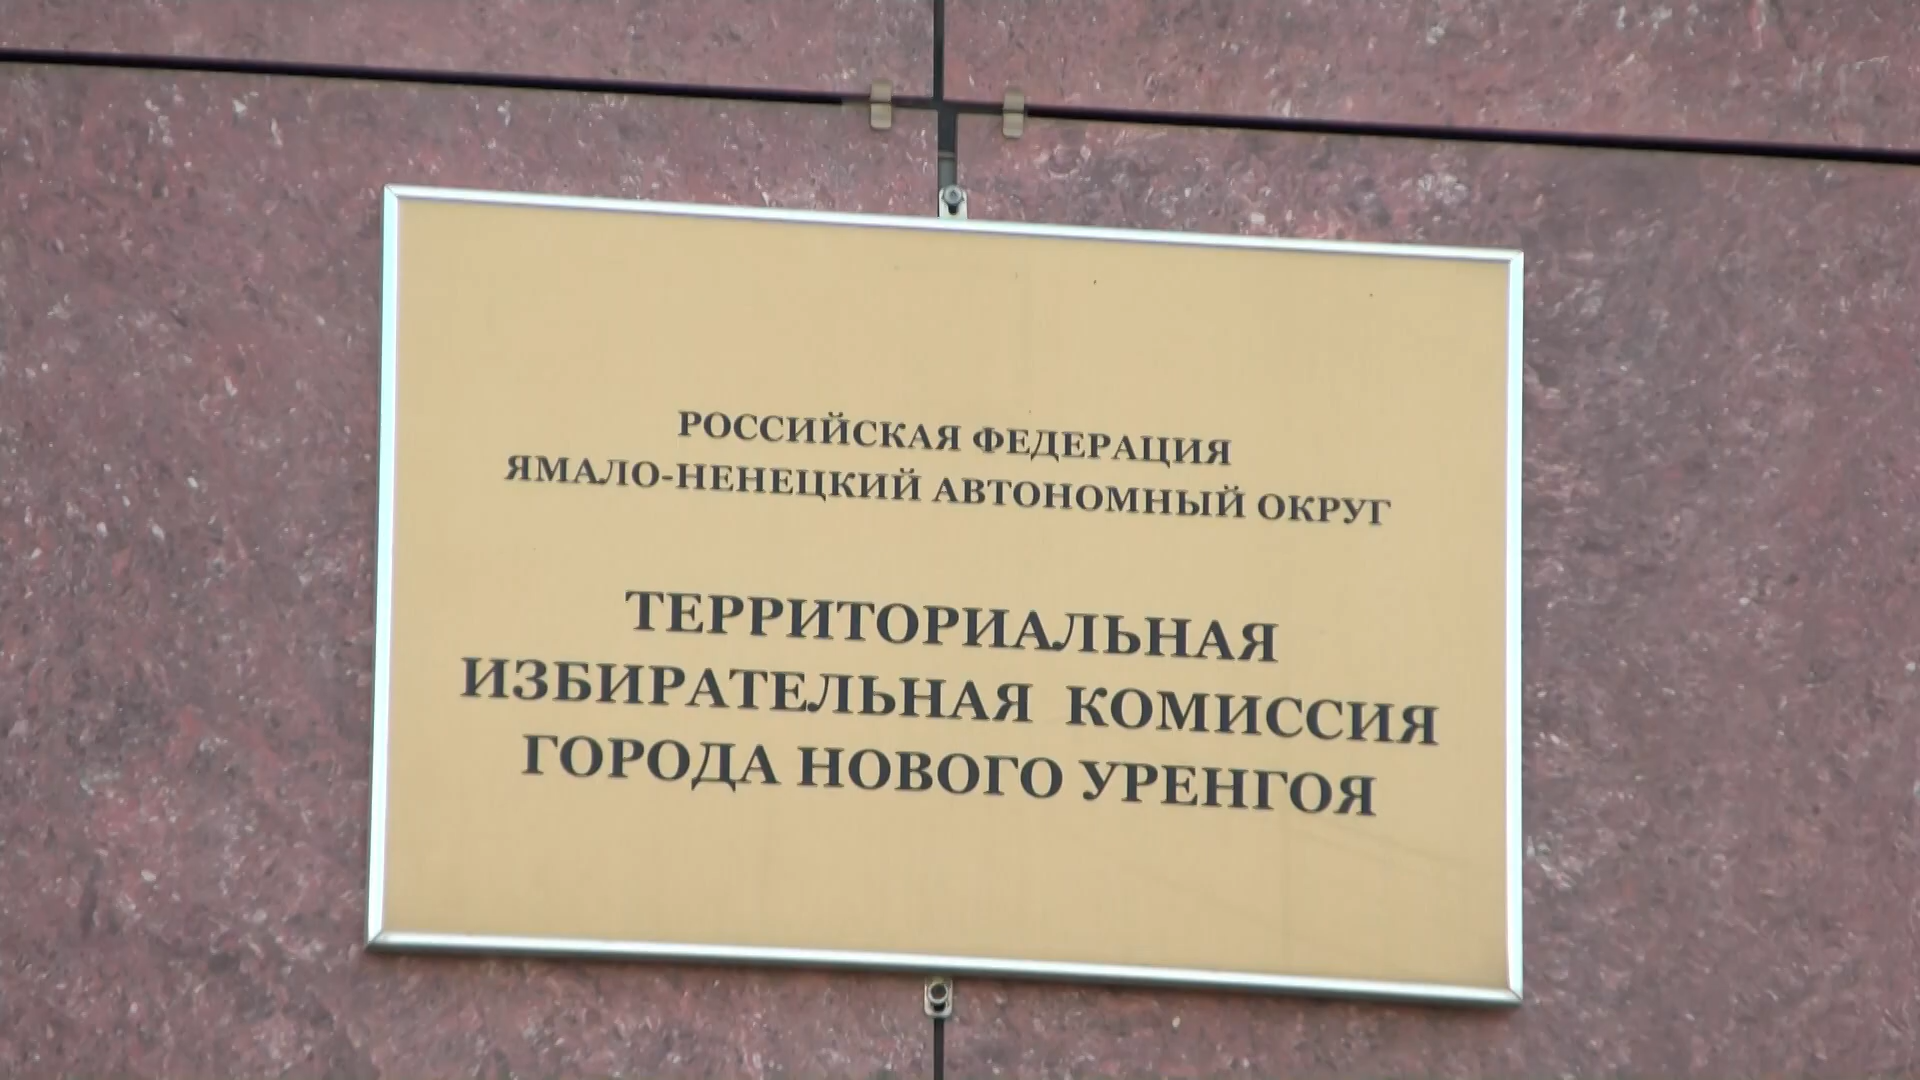 РОССИЙСКАЯ ФЕДЕРАЦИЯ
ЯМАЛО-НЕНЕЦКИЙ АВТОНОМНЫЙ ОКРУГ
ТЕРРИТОРИАЛЬНАЯ
ИЗБИРАТЕЛЬНАЯ КОМИССИЯ
ГОРОДА НОВОГО УРЕНГОЯ